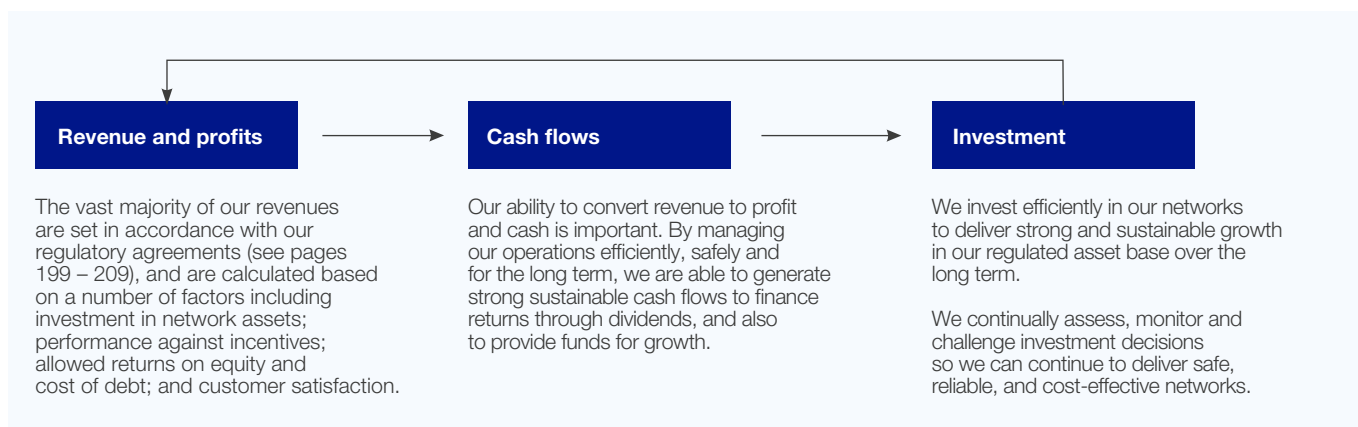 Revenue and profits
The vast majority of our revenues
are set in accordance with our
regulatory agreements (see pages
199 – 209), and are calculated based
on a number of factors including
investment in network assets;
performance against incentives;
allowed returns on equity and
cost of debt; and customer satisfaction.
Cash flows
Our ability to convert revenue to profit
and cash is important. By managing
our operations efficiently, safely and
for the long term, we are able to generate
strong sustainable cash flows to finance
returns through dividends, and also
to provide funds for growth.
Investment
We invest efficiently in our networks
to deliver strong and sustainable growth
in our regulated asset base over the
long term.
We continually assess, monitor and
challenge investment decisions
so we can continue to deliver safe,
reliable, and cost-effective networks.